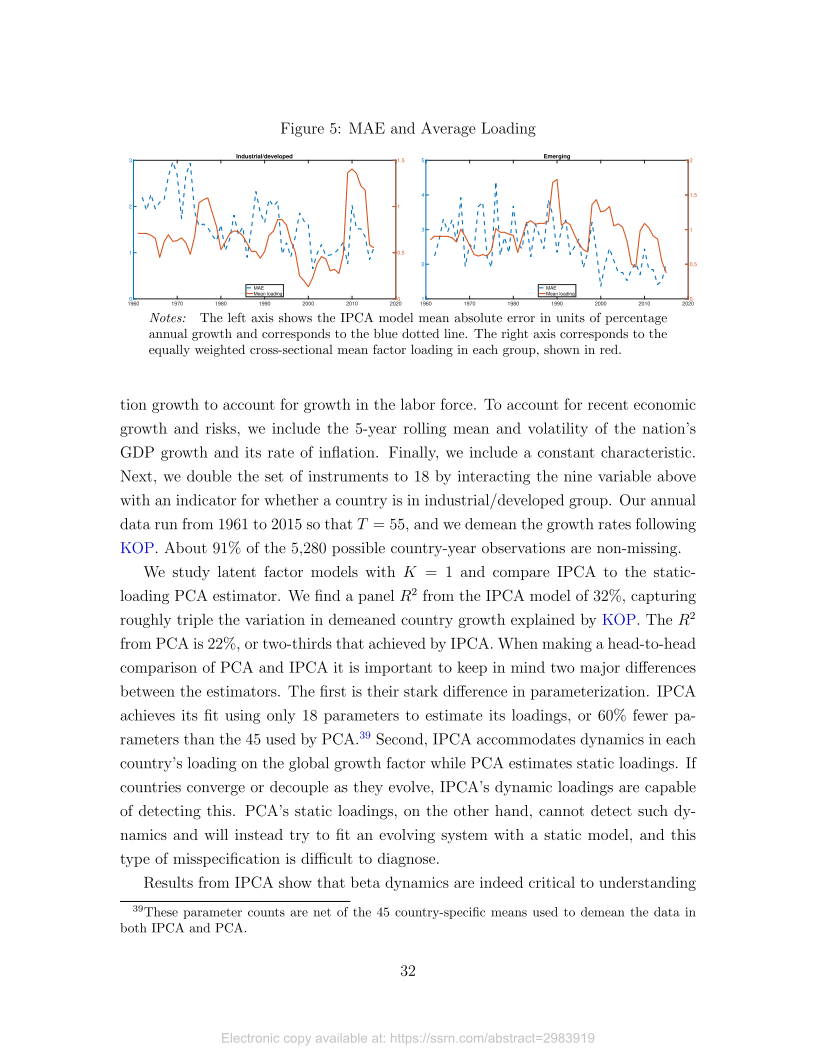 Figure 5: MAE and Average Loading
Industrial/developed
3
2
1
0
1.5
1
0.5
0
1960 1970 1980 1990 2000 2010 2020
MAE
Mean loading
Emerging
5
4
3
2
1
2
1.5
1
0.5
0
1960 1970 1980 1990 2000 2010 2020
MAE
Mean loading
Notes: The left axis shows the IPCA model mean absolute error in units of percentage
annual growth and corresponds to the blue dotted line. The right axis corresponds to the
equally weighted cross-sectional mean factor loading in each group, shown in red.
tion growth to account for growth in the labor force. To account for recent economic
growth and risks, we include the 5-year rolling mean and volatility of the nation's
GDP growth and its rate of inflation. Finally, we include a constant characteristic.
Next, we double the set of instruments to 18 by interacting the nine variable above
with an indicator for whether a country is in industrial/developed group. Our annual
data run from 1961 to 2015 so that T = 55, and we demean the growth rates following
KOP. About 91% of the 5,280 possible country-year observations are non-missing.
We study latent factor models with K = 1 and compare IPCA to the static-
loading PCA estimator. We find a panel R² from the IPCA model of 32%, capturing
roughly triple the variation in demeaned country growth explained by KOP. The R²
from PCA is 22%, or two-thirds that achieved by IPCA. When making a head-to-head
comparison of PCA and IPCA it is important to keep in mind two major differences
between the estimators. The first is their stark difference in parameterization. IPCA
achieves its fit using only 18 parameters to estimate its loadings, or 60% fewer pa-
rameters than the 45 used by PCA.³⁹ Second, IPCA accommodates dynamics in each
country's loading on the global growth factor while PCA estimates static loadings. If
countries converge or decouple as they evolve, IPCA's dynamic loadings are capable
of detecting this. PCA's static loadings, on the other hand, cannot detect such dy-
namics and will instead try to fit an evolving system with a static model, and this
type of misspecification is difficult to diagnose.
Results from IPCA show that beta dynamics are indeed critical to understanding
³⁹These parameter counts are net of the 45 country-specific means used to demean the data in
both IPCA and PCA.
32
Electronic copy available at: https://ssrn.com/abstract=2983919